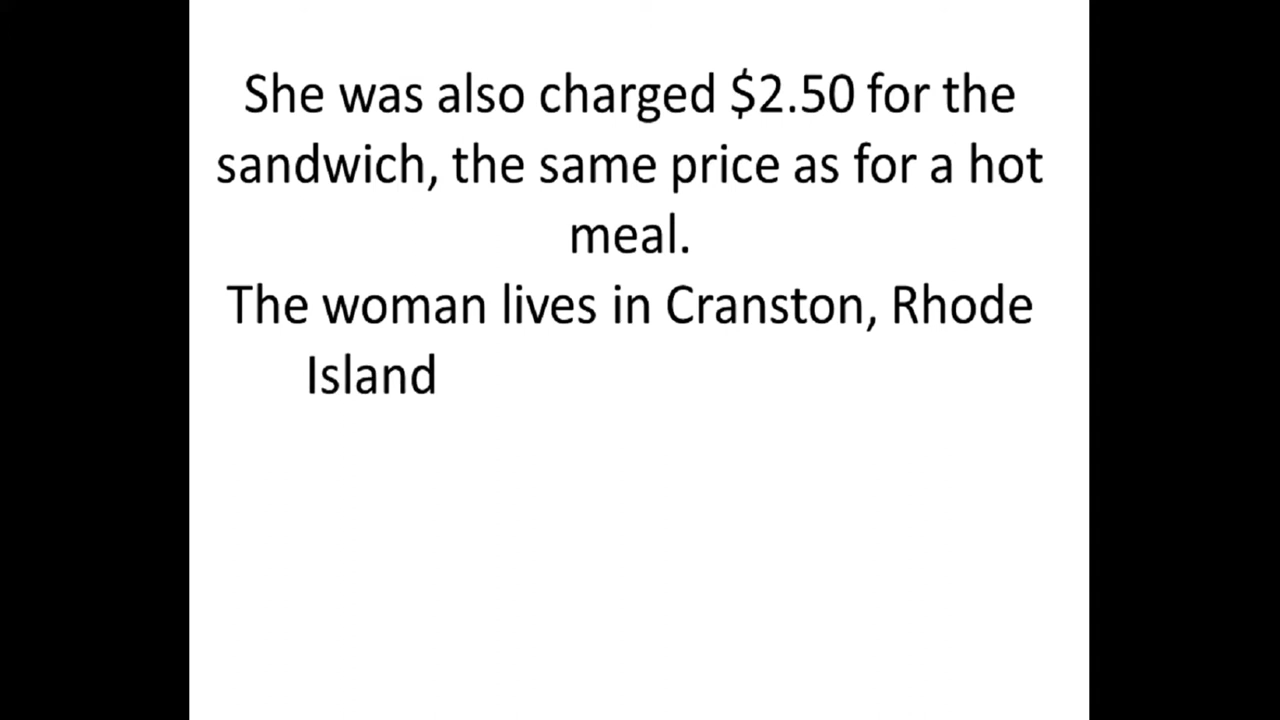 She was also charged $2.50 for the
sandwich, the same price as for a hot
meal.
The woman lives in Cranston, Rhode
Island